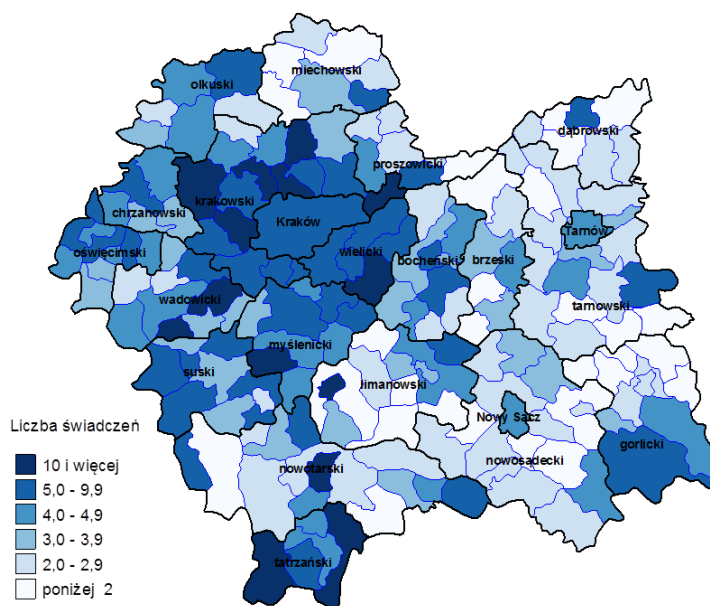 miechowski
olkuski
dąbrowski
proszowicki
krakowski
chrzanowski
Kraków
Tarnów
oświęcimski
wielicki
bocheński
brzeski
wadowicki
tarnowski
myślenicki
suski
limanowski
Nowy Sącz
gorlicki
nowotarski
nowosądecki
tatrzański
Liczba świadczeń
10 i więcej
5,0 - 9,9
4,0 - 4,9
3,0 - 3,9
2,0 - 2,9
poniżej 2